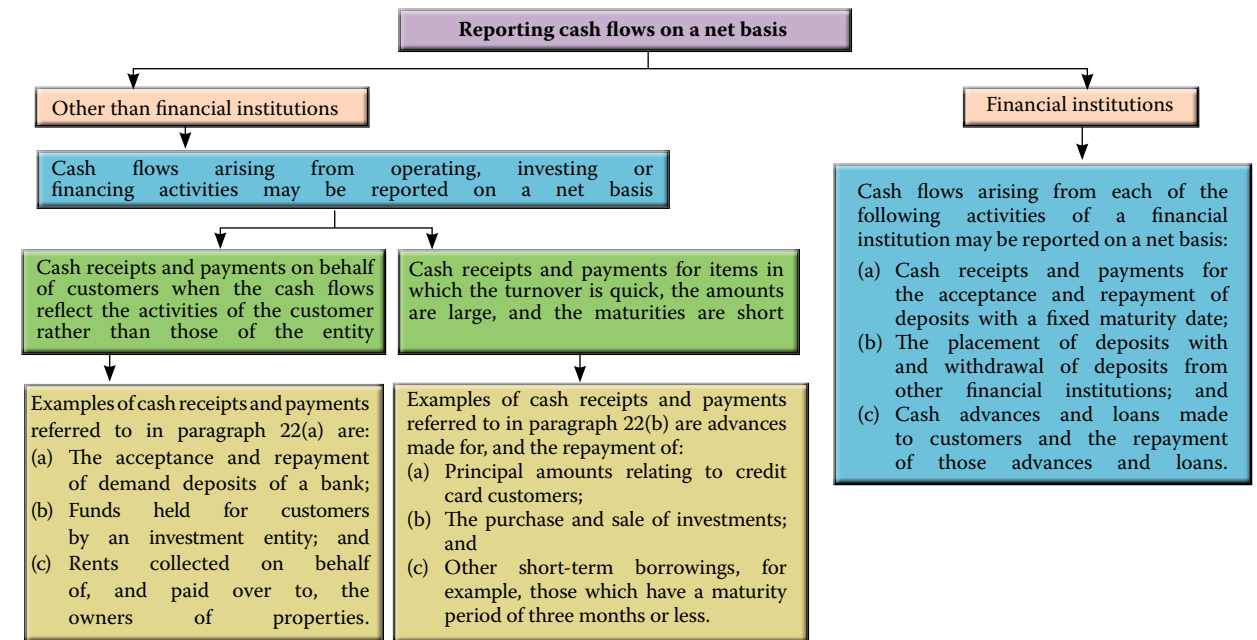 Reporting cash flows on a net basis
Other than financial institutions
Financial institutions
Cash flows arising from operating, investing or
financing activities may be reported on a net basis
Cash receipts and payments on behalf
of customers when the cash flows
reflect the activities of the customer
rather than those of the entity
Cash receipts and payments for items in
which the turnover is quick, the amounts
are large, and the maturities are short
Examples of cash receipts and payments
referred to in paragraph 22(a) are:
(a) The acceptance and repayment
of demand deposits of a bank;
(b) Funds held for customers
by an investment entity; and
(c) Rents collected on behalf
of, and paid over to, the
owners of properties.
Examples of cash receipts and payments
referred to in paragraph 22(b) are advances
made for, and the repayment of:
(a) Principal amounts relating to credit
card customers;
(b) The purchase and sale of investments;
and
(c) Other short-term borrowings, for
example, those which have a maturity
period of three months or less.
Cash flows arising from each of the
following activities of a financial
institution may be reported on a net basis:
(a) Cash receipts and payments for
the acceptance and repayment of
deposits with a fixed maturity date;
(b) The placement of deposits with
and withdrawal of deposits from
other financial institutions; and
(c) Cash advances and loans made
to customers and the repayment
of those advances and loans.